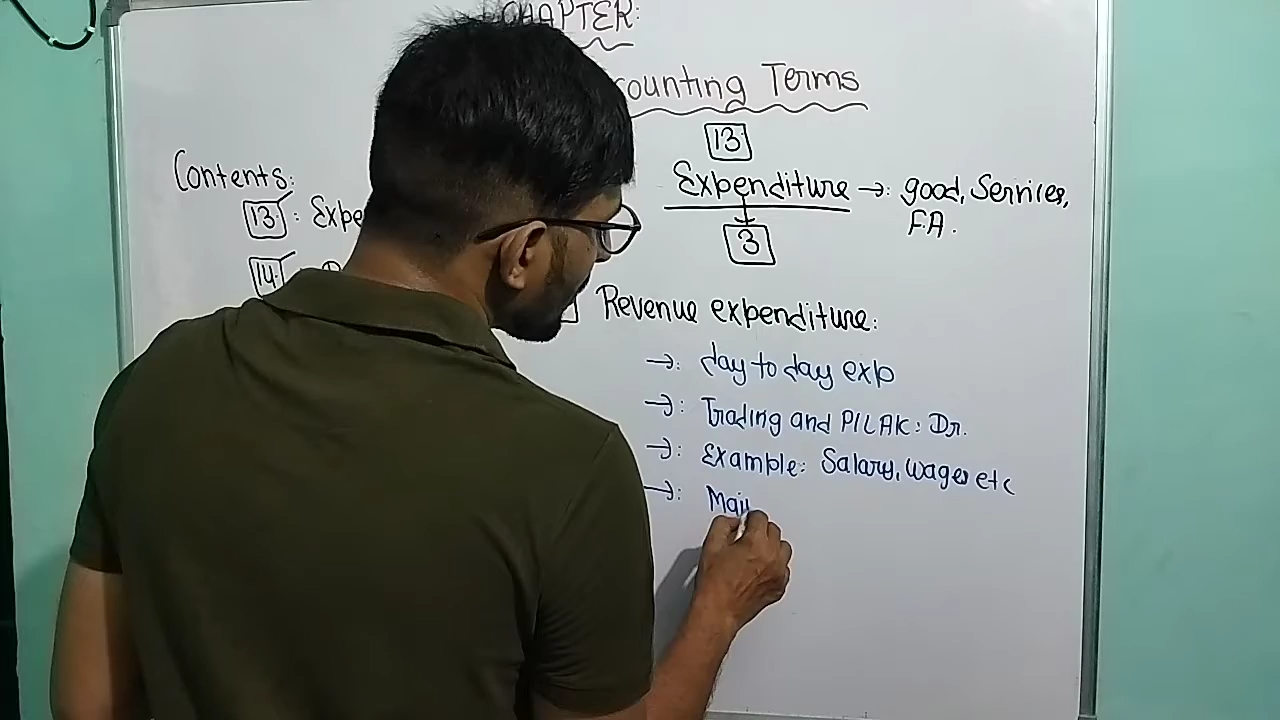 CHAPTER:
counting Terms
13
Contents:
13 : Expe
14
Expenditure → : good, Services,
F.A.
3
Revenue expenditure:
→ : day to day exp
→ : Trading and P/L A/C : Dr.
→ : Example: Salary, wages etc
→ : Mai